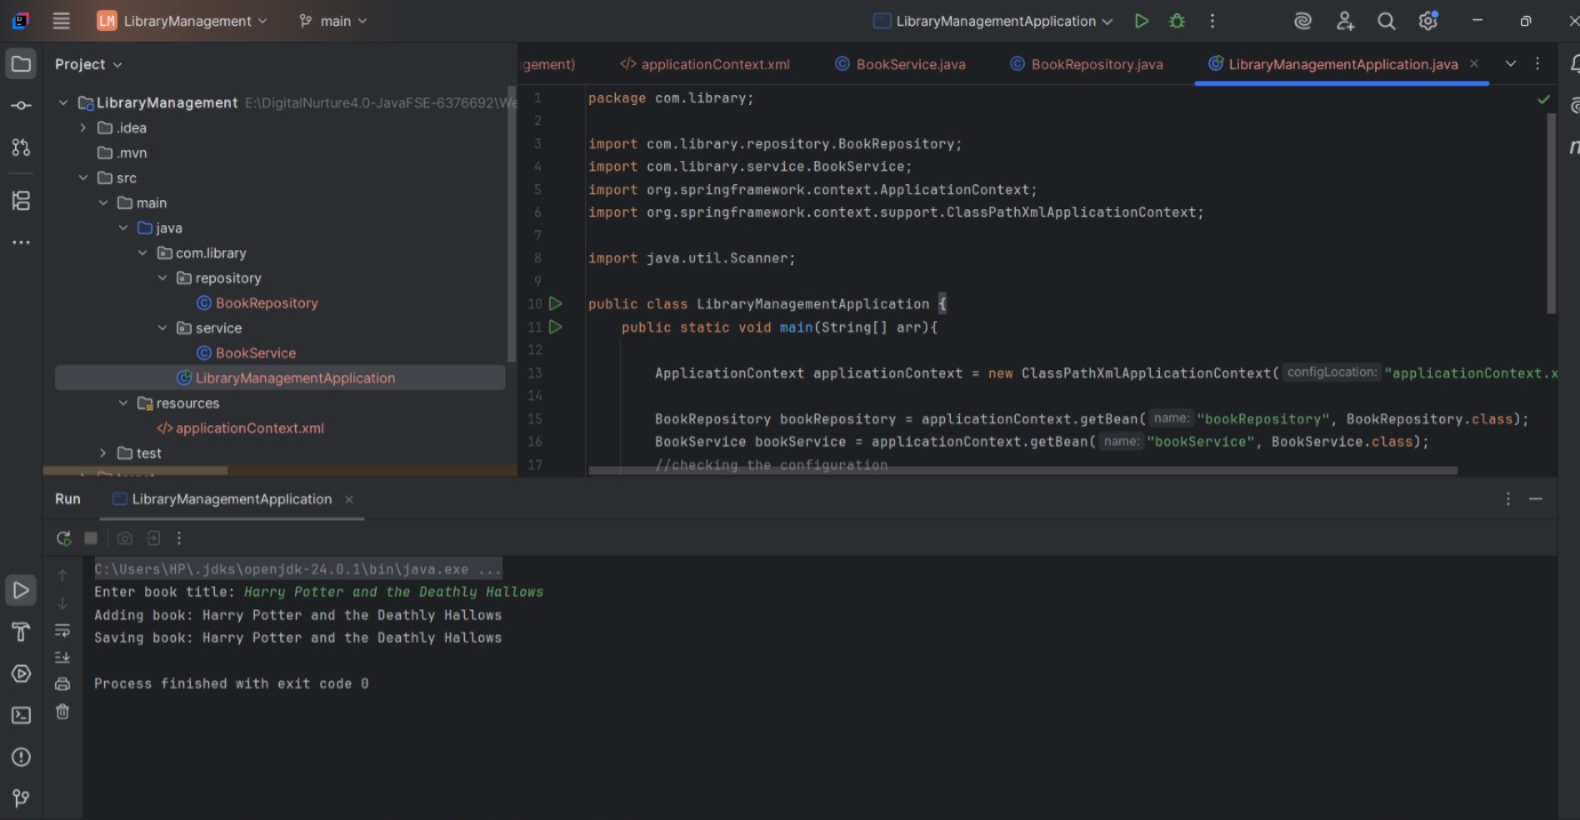 LM LibraryManagement main LibraryManagementApplication
Project
LibraryManagement E:\DigitalNurture4.0-JavaFSE-6376692\We
.idea
.mvn
src
main
java
com.library
repository
BookRepository
service
BookService
LibraryManagementApplication
resources
applicationContext.xml
test
gement) applicationContext.xml BookService.java BookRepository.java LibraryManagementApplication.java
1 package com.library;
2
3 import com.library.repository.BookRepository;
4 import com.library.service.BookService;
5 import org.springframework.context.ApplicationContext;
6 import org.springframework.context.support.ClassPathXmlApplicationContext;
7
8 import java.util.Scanner;
9
10 public class LibraryManagementApplication {
11 public static void main(String[] arr){
12
13 ApplicationContext applicationContext = new ClassPathXmlApplicationContext( configLocation: "applicationContext.x
14
15 BookRepository bookRepository = applicationContext.getBean( name: "bookRepository", BookRepository.class);
16 BookService bookService = applicationContext.getBean( name: "bookService", BookService.class);
17 //checking the configuration
Run LibraryManagementApplication
C:\Users\HP\.jdks\openjdk-24.0.1\bin\java.exe ...
Enter book title: Harry Potter and the Deathly Hallows
Adding book: Harry Potter and the Deathly Hallows
Saving book: Harry Potter and the Deathly Hallows
Process finished with exit code 0